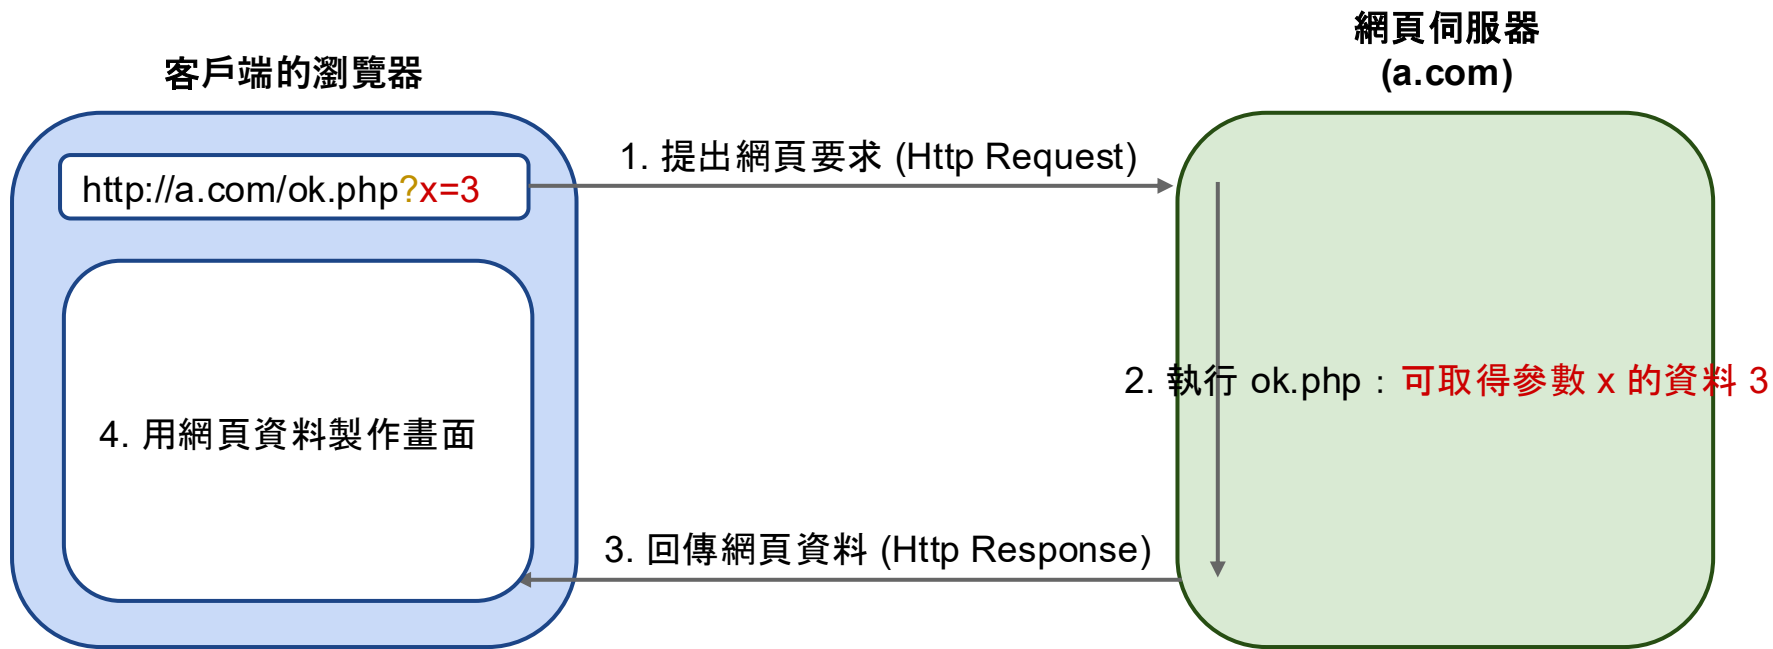 客戶端的瀏覽器
網頁伺服器
(a.com)
http://a.com/ok.php?x=3
1. 提出網頁要求 (Http Request)
2. 執行 ok.php：可取得參數 x 的資料 3
3. 回傳網頁資料 (Http Response)
4. 用網頁資料製作畫面